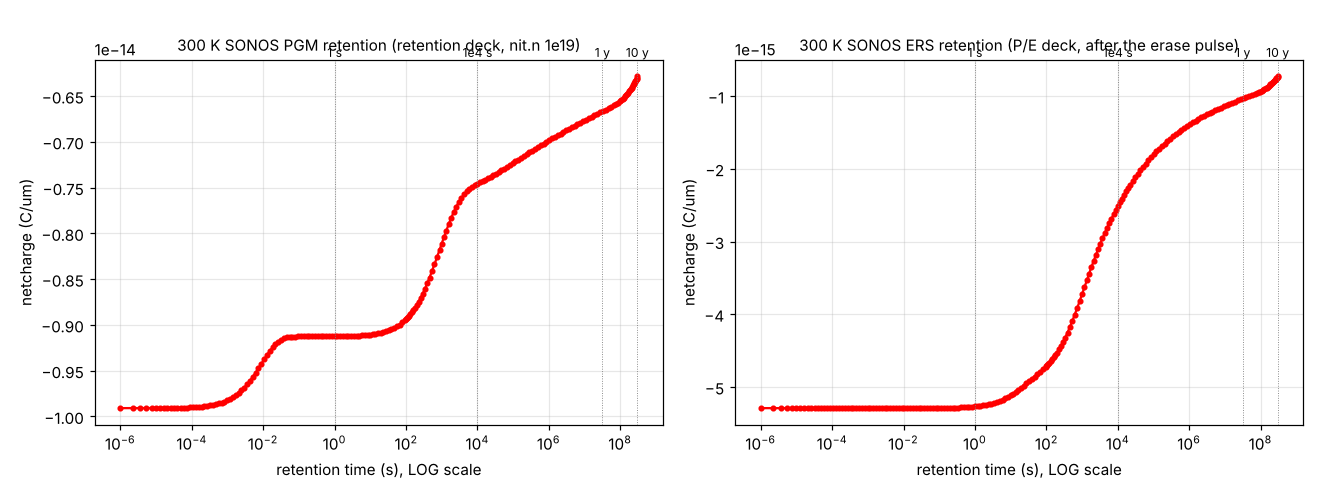 300 K SONOS PGM retention (retention deck, nit.n 1e19)
1e−14
1 s
1e4 s
1 y
10 y
−0.65
−0.70
−0.75
−0.80
−0.85
−0.90
−0.95
−1.00
netcharge (C/um)
10⁻⁶
10⁻⁴
10⁻²
10⁰
10²
10⁴
10⁶
10⁸
retention time (s), LOG scale
300 K SONOS ERS retention (P/E deck, after the erase pulse)
1e−15
1 s
1e4 s
1 y
10 y
−1
−2
−3
−4
−5
netcharge (C/um)
10⁻⁶
10⁻⁴
10⁻²
10⁰
10²
10⁴
10⁶
10⁸
retention time (s), LOG scale